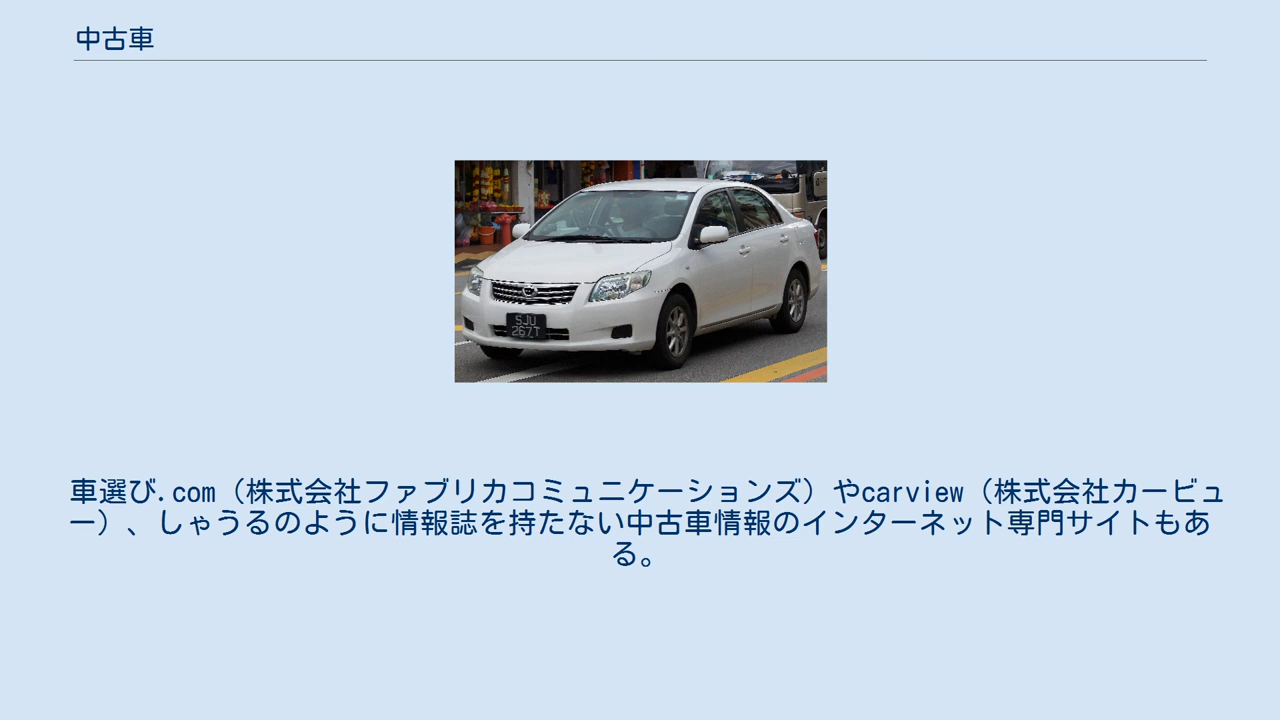 中古車
SJU
267T
車選び.com（株式会社ファブリカコミュニケーションズ）やcarview（株式会社カービュ
ー）、しゃうるのように情報誌を持たない中古車情報のインターネット専門サイトもあ
る。